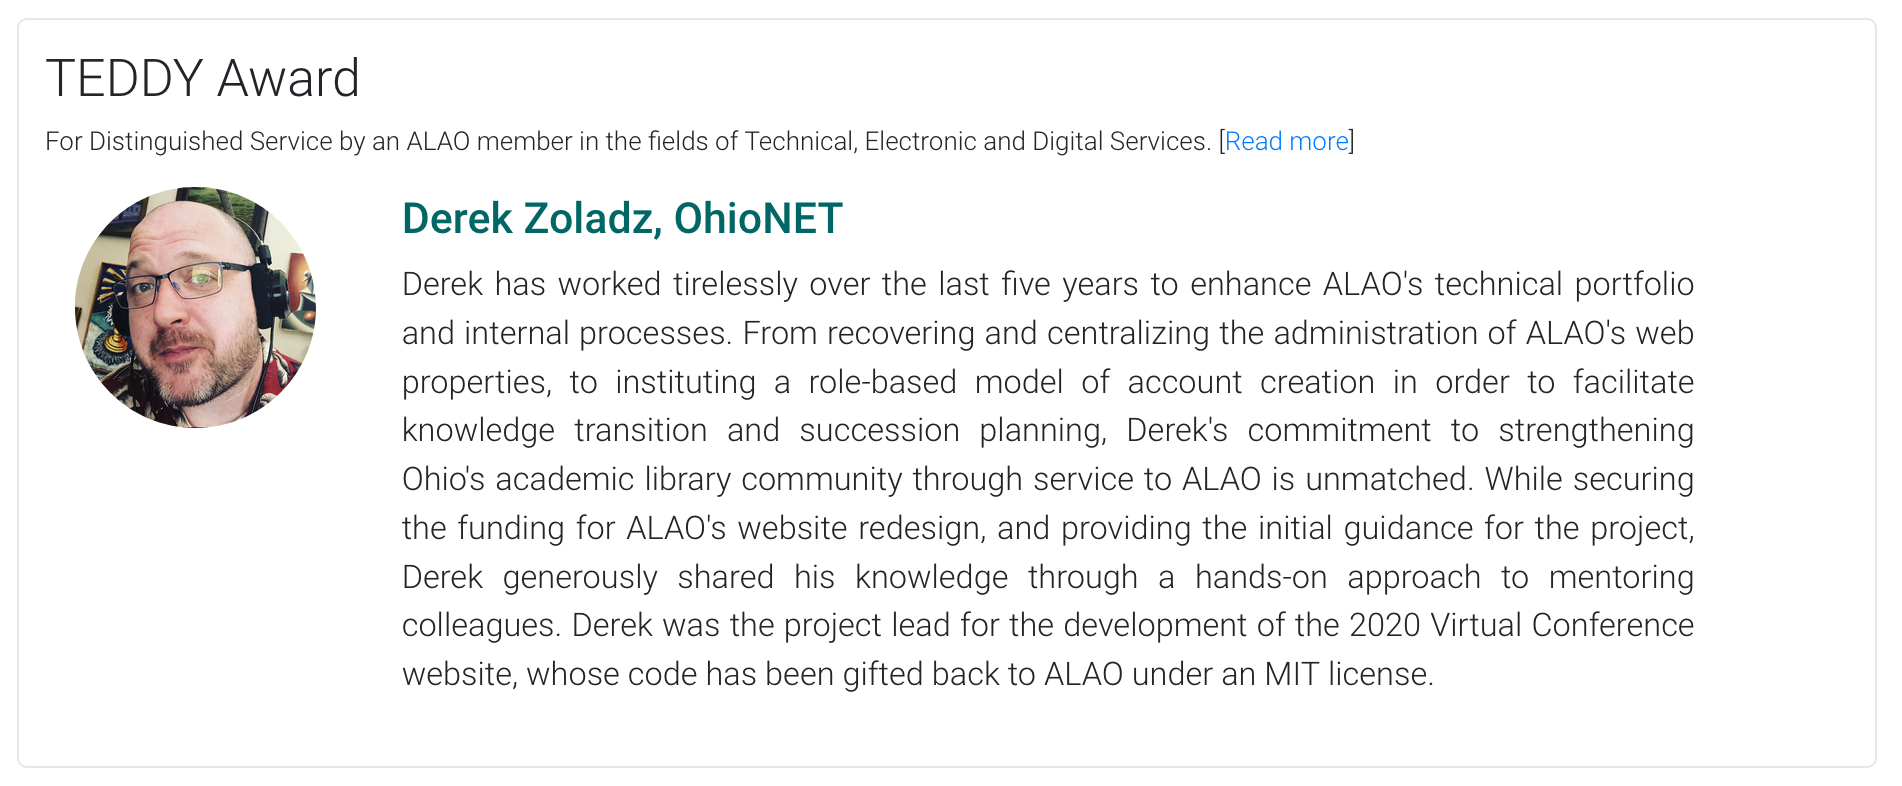 TEDDY Award
For Distinguished Service by an ALAO member in the fields of Technical, Electronic and Digital Services. [Read more]
Derek Zoladz, OhioNET
Derek has worked tirelessly over the last five years to enhance ALAO's technical portfolio
and internal processes. From recovering and centralizing the administration of ALAO's web
properties, to instituting a role-based model of account creation in order to facilitate
knowledge transition and succession planning, Derek's commitment to strengthening
Ohio's academic library community through service to ALAO is unmatched. While securing
the funding for ALAO's website redesign, and providing the initial guidance for the project,
Derek generously shared his knowledge through a hands-on approach to mentoring
colleagues. Derek was the project lead for the development of the 2020 Virtual Conference
website, whose code has been gifted back to ALAO under an MIT license.